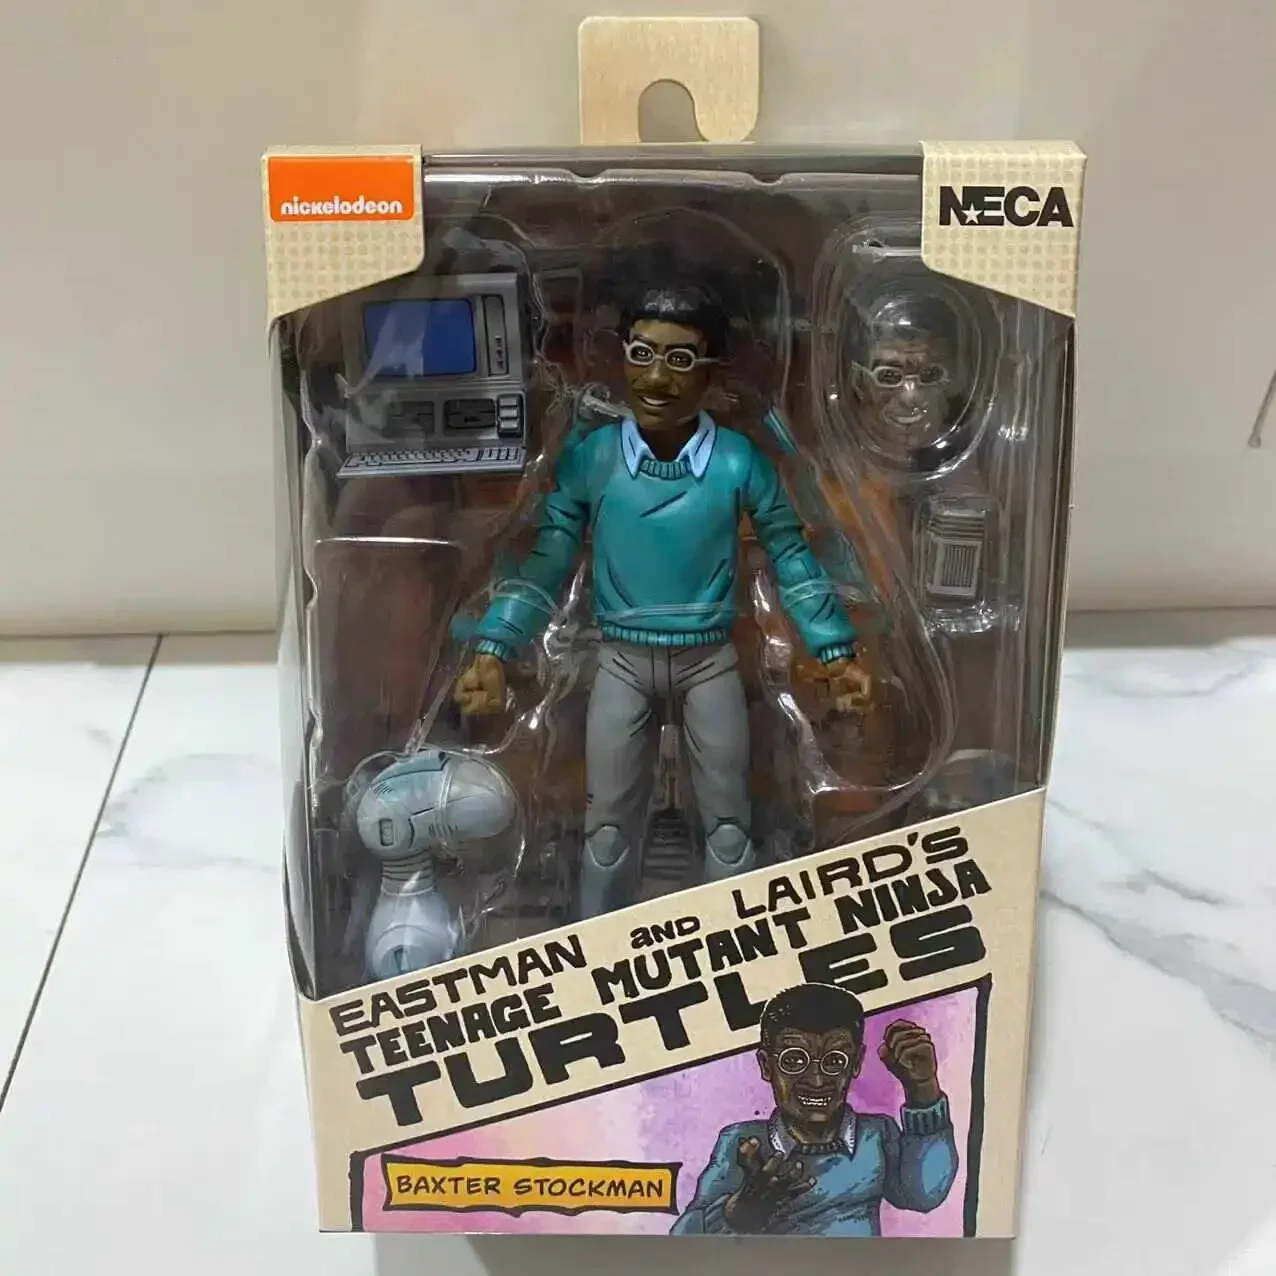 nickelodeon
NECA
EASTMAN AND LAIRD'S
TEENAGE MUTANT NINJA
TURTLES
BAXTER STOCKMAN